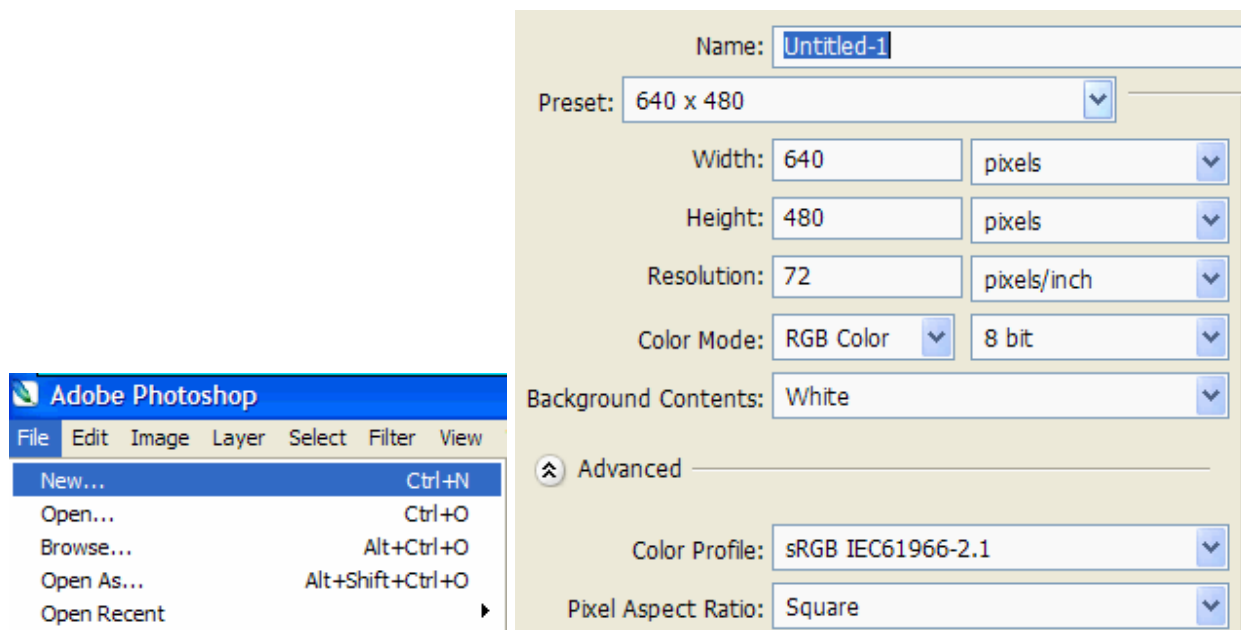 Adobe Photoshop
File Edit Image Layer Select Filter View
New... Ctrl+N
Open... Ctrl+O
Browse... Alt+Ctrl+O
Open As... Alt+Shift+Ctrl+O
Open Recent
Name: Untitled-1
Preset: 640 x 480
Width: 640 pixels
Height: 480 pixels
Resolution: 72 pixels/inch
Color Mode: RGB Color 8 bit
Background Contents: White
Advanced
Color Profile: sRGB IEC61966-2.1
Pixel Aspect Ratio: Square